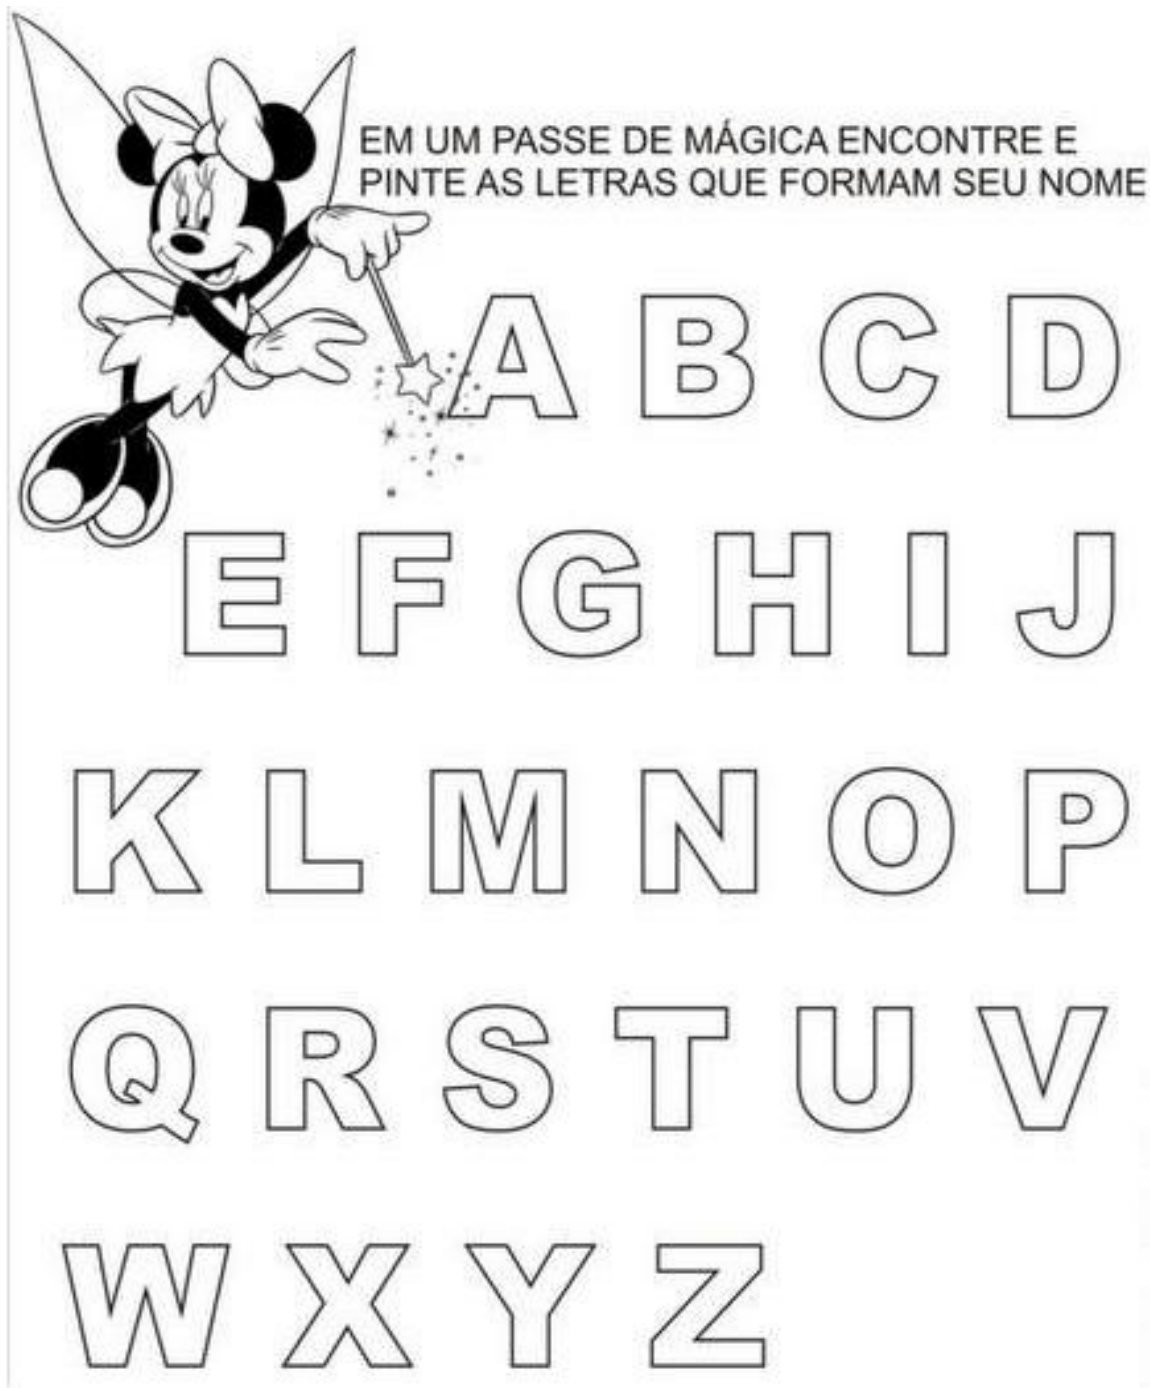 EM UM PASSE DE MÁGICA ENCONTRE E
PINTE AS LETRAS QUE FORMAM SEU NOME
A B C D
E F G H I J
K L M N O P
Q R S T U V
W X Y Z